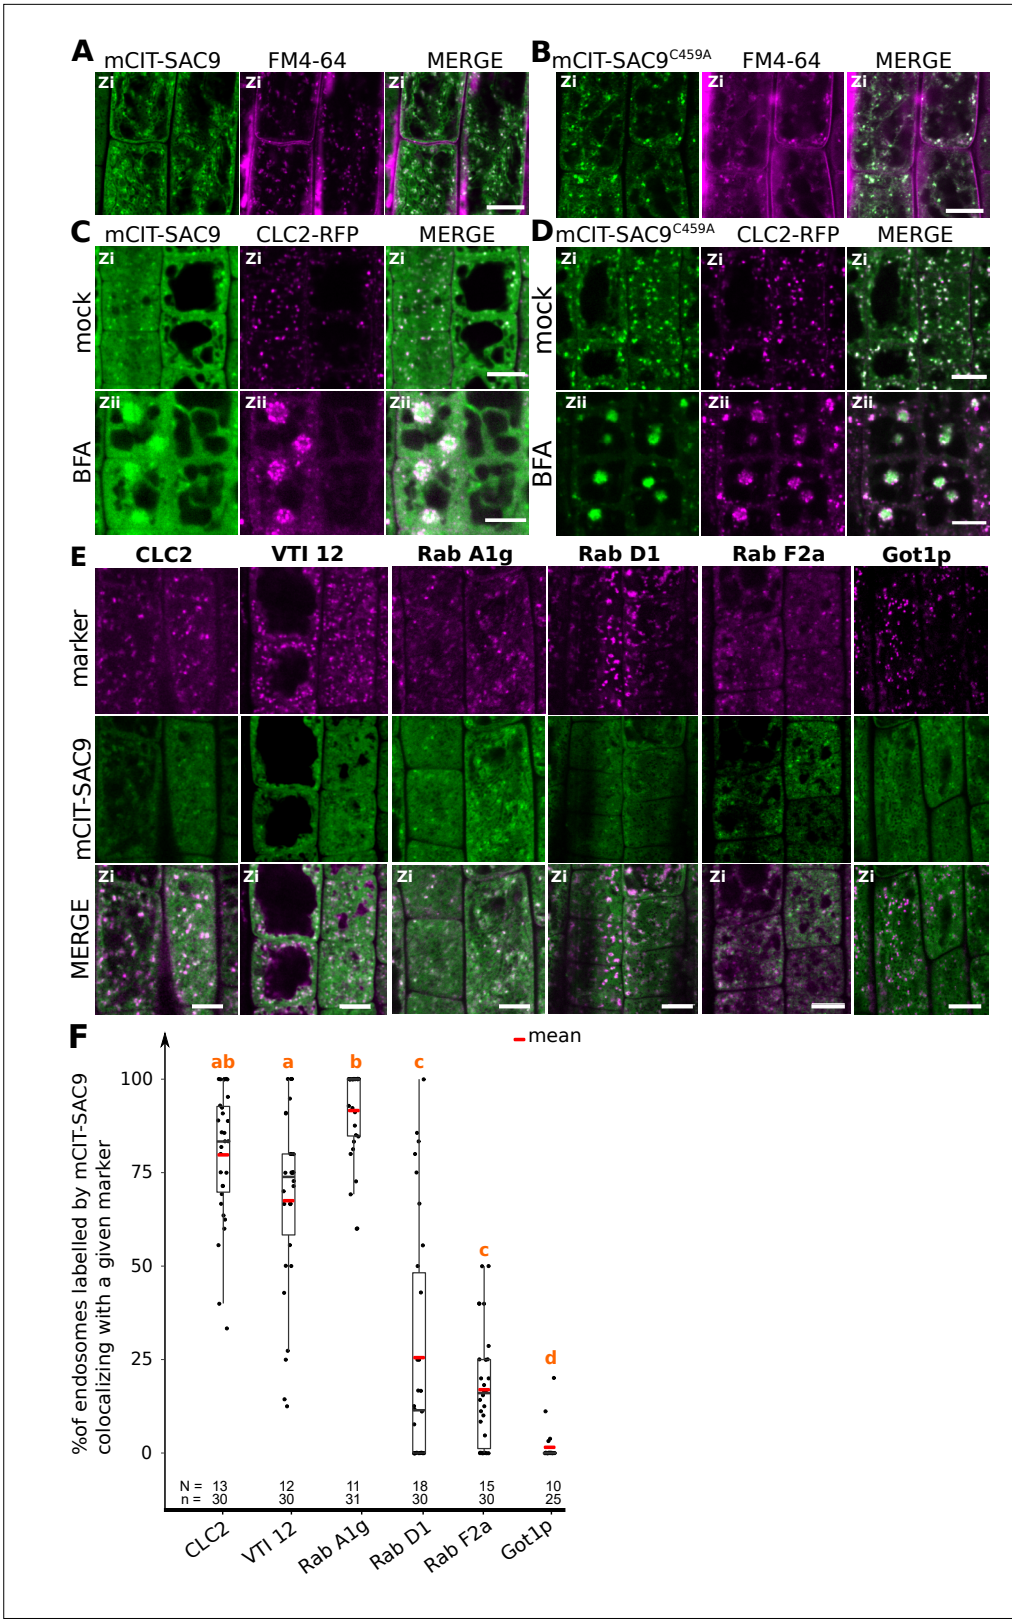 A
B
mCIT-SAC9 FM4-64 MERGE
mCIT-SAC9C459A FM4-64 MERGE
Zi Zi Zi
Zi Zi Zi
C
D
mCIT-SAC9 CLC2-RFP MERGE
mCIT-SAC9C459A CLC2-RFP MERGE
mock
Zi Zi Zi
mock
Zi Zi Zi
BFA
Zii Zii Zii
BFA
Zii Zii Zii
E
CLC2 VTI 12 Rab A1g Rab D1 Rab F2a Got1p
marker
mCIT-SAC9
MERGE
Zi Zi Zi Zi Zi Zi
F
mean
ab a b c c d
%of endosomes labelled by mCIT-SAC9
colocalizing with a given marker
100
75
50
25
0
N = 13 12 11 18 15 10
n = 30 30 31 30 30 25
CLC2 VTI 12 Rab A1g Rab D1 Rab F2a Got1p